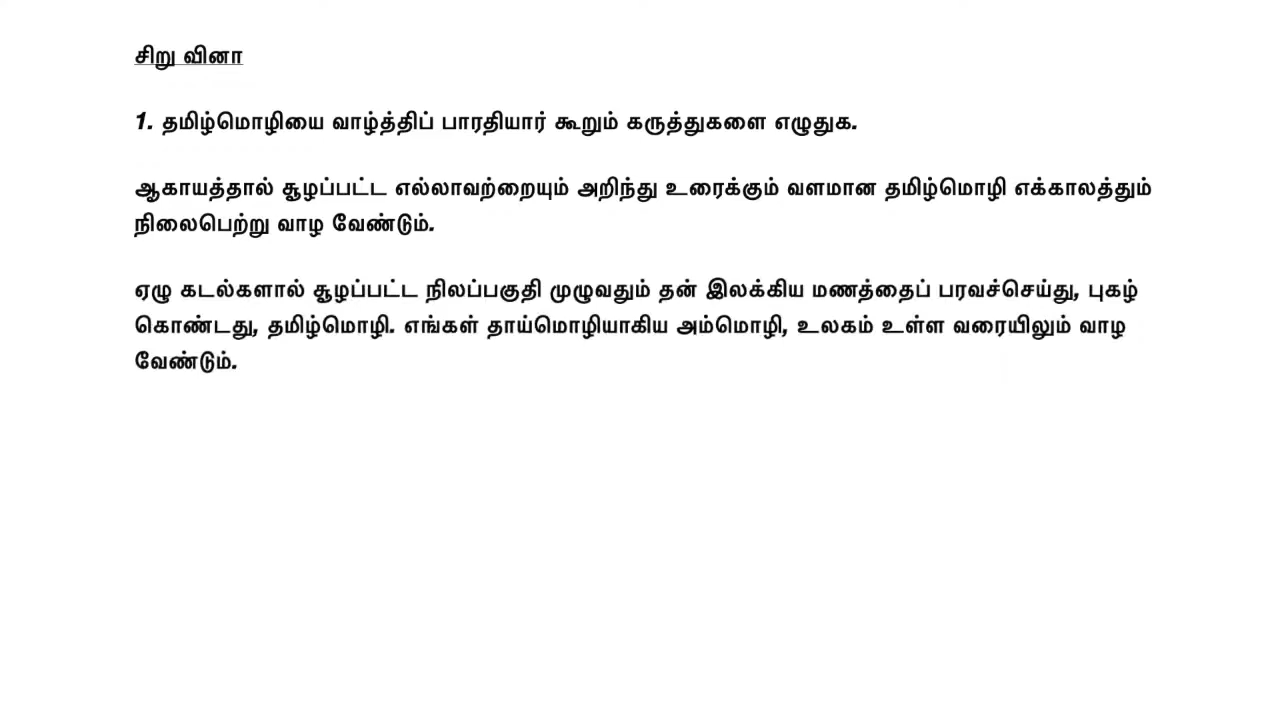 சிறு வினா
1. தமிழ்மொழியை வாழ்த்திப் பாரதியார் கூறும் கருத்துகளை எழுதுக.
ஆகாயத்தால் சூழப்பட்ட எல்லாவற்றையும் அறிந்து உரைக்கும் வளமான தமிழ்மொழி எக்காலத்தும்
நிலைபெற்று வாழ வேண்டும்.
ஏழு கடல்களால் சூழப்பட்ட நிலப்பகுதி முழுவதும் தன் இலக்கிய மணத்தைப் பரவச்செய்து, புகழ்
கொண்டது, தமிழ்மொழி. எங்கள் தாய்மொழியாகிய அம்மொழி, உலகம் உள்ள வரையிலும் வாழ
வேண்டும்.